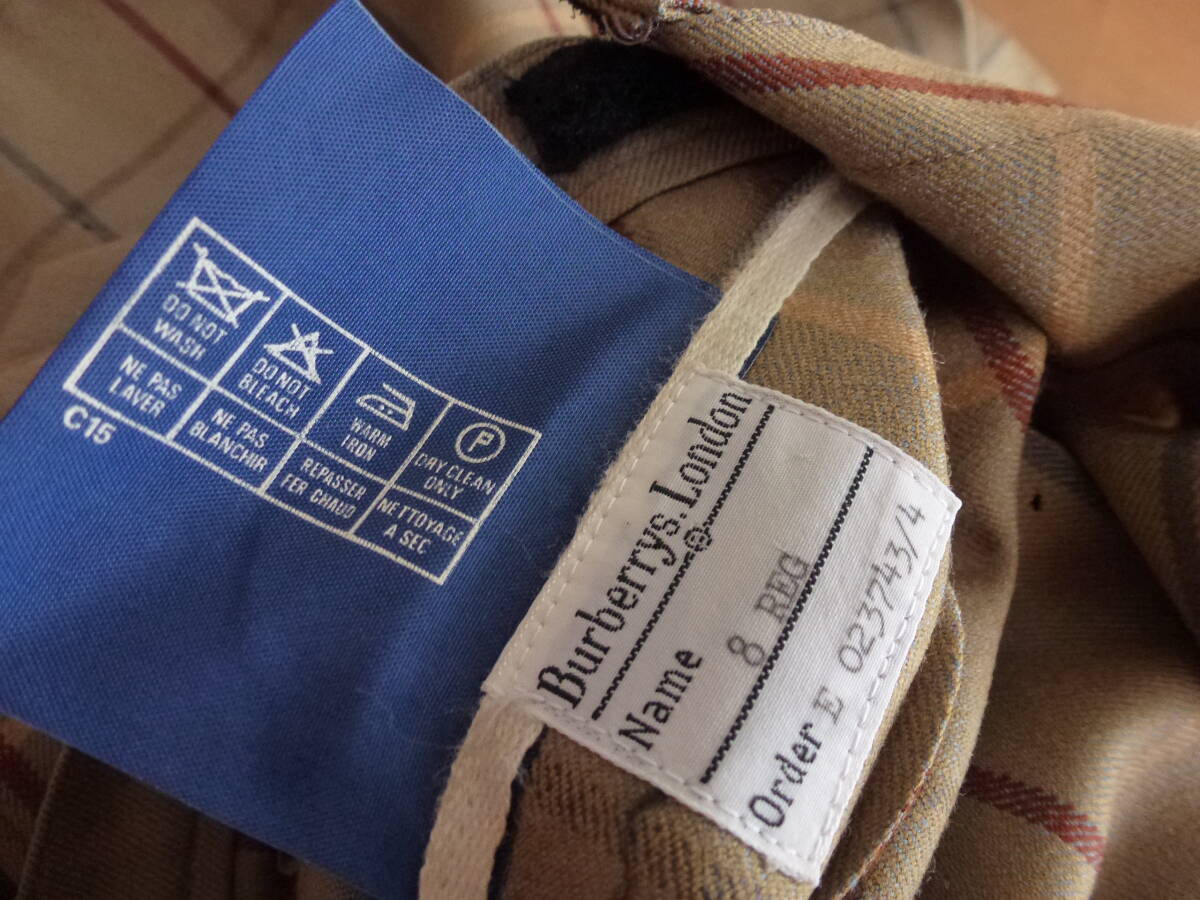 DO NOT
WASH
DO NOT
BLEACH
WARM
IRON
P
DRY CLEAN
ONLY
NE PAS
LAVER
NE PAS
BLANCHIR
REPASSER
FER CHAUD
NETTOYAGE
A SEC
C15
Burberrys. London
®
Name 8 REG
Order E 023743/4